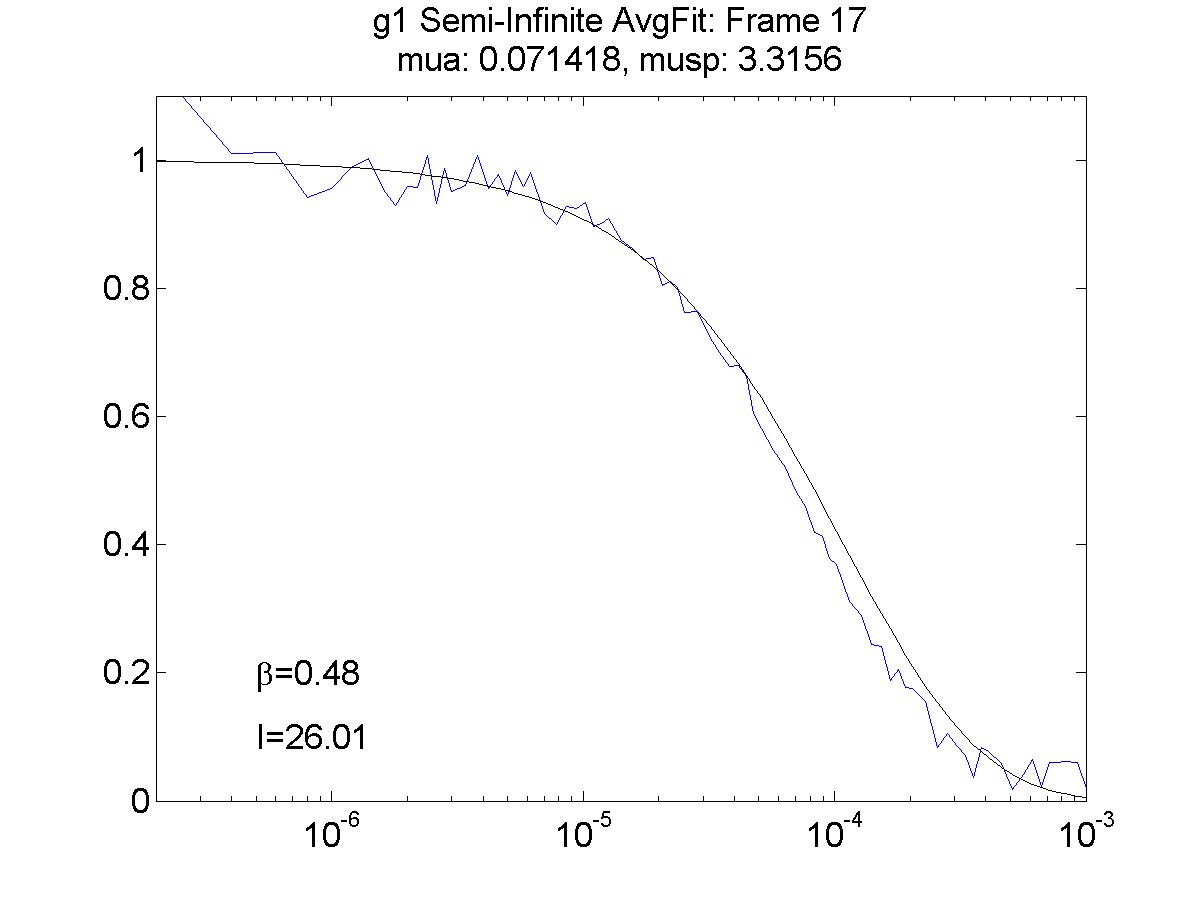 g1 Semi-Infinite AvgFit: Frame 17
mua: 0.071418, musp: 3.3156
1
0.8
0.6
0.4
0.2
0
β=0.48
I=26.01
10^-6
10^-5
10^-4
10^-3